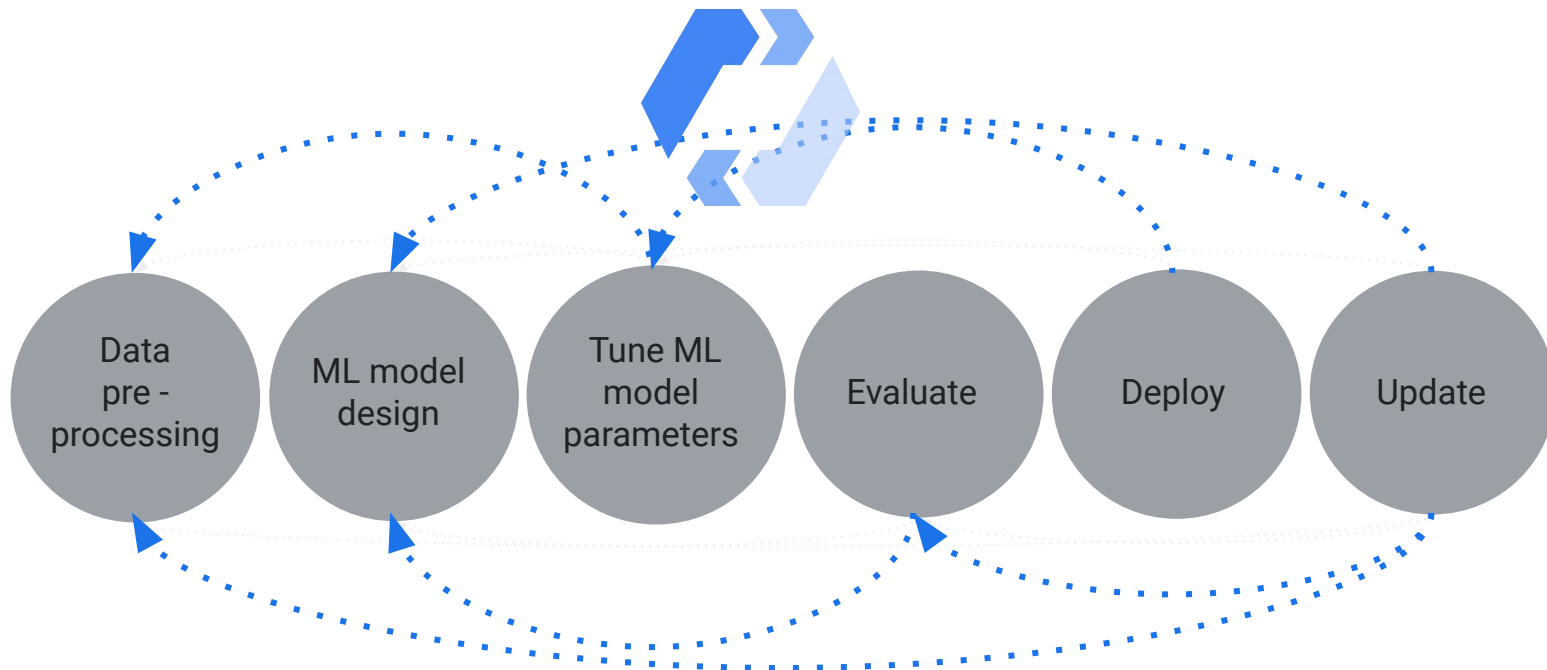 Data
pre -
processing
ML model
design
Tune ML
model
parameters
Evaluate
Deploy
Update